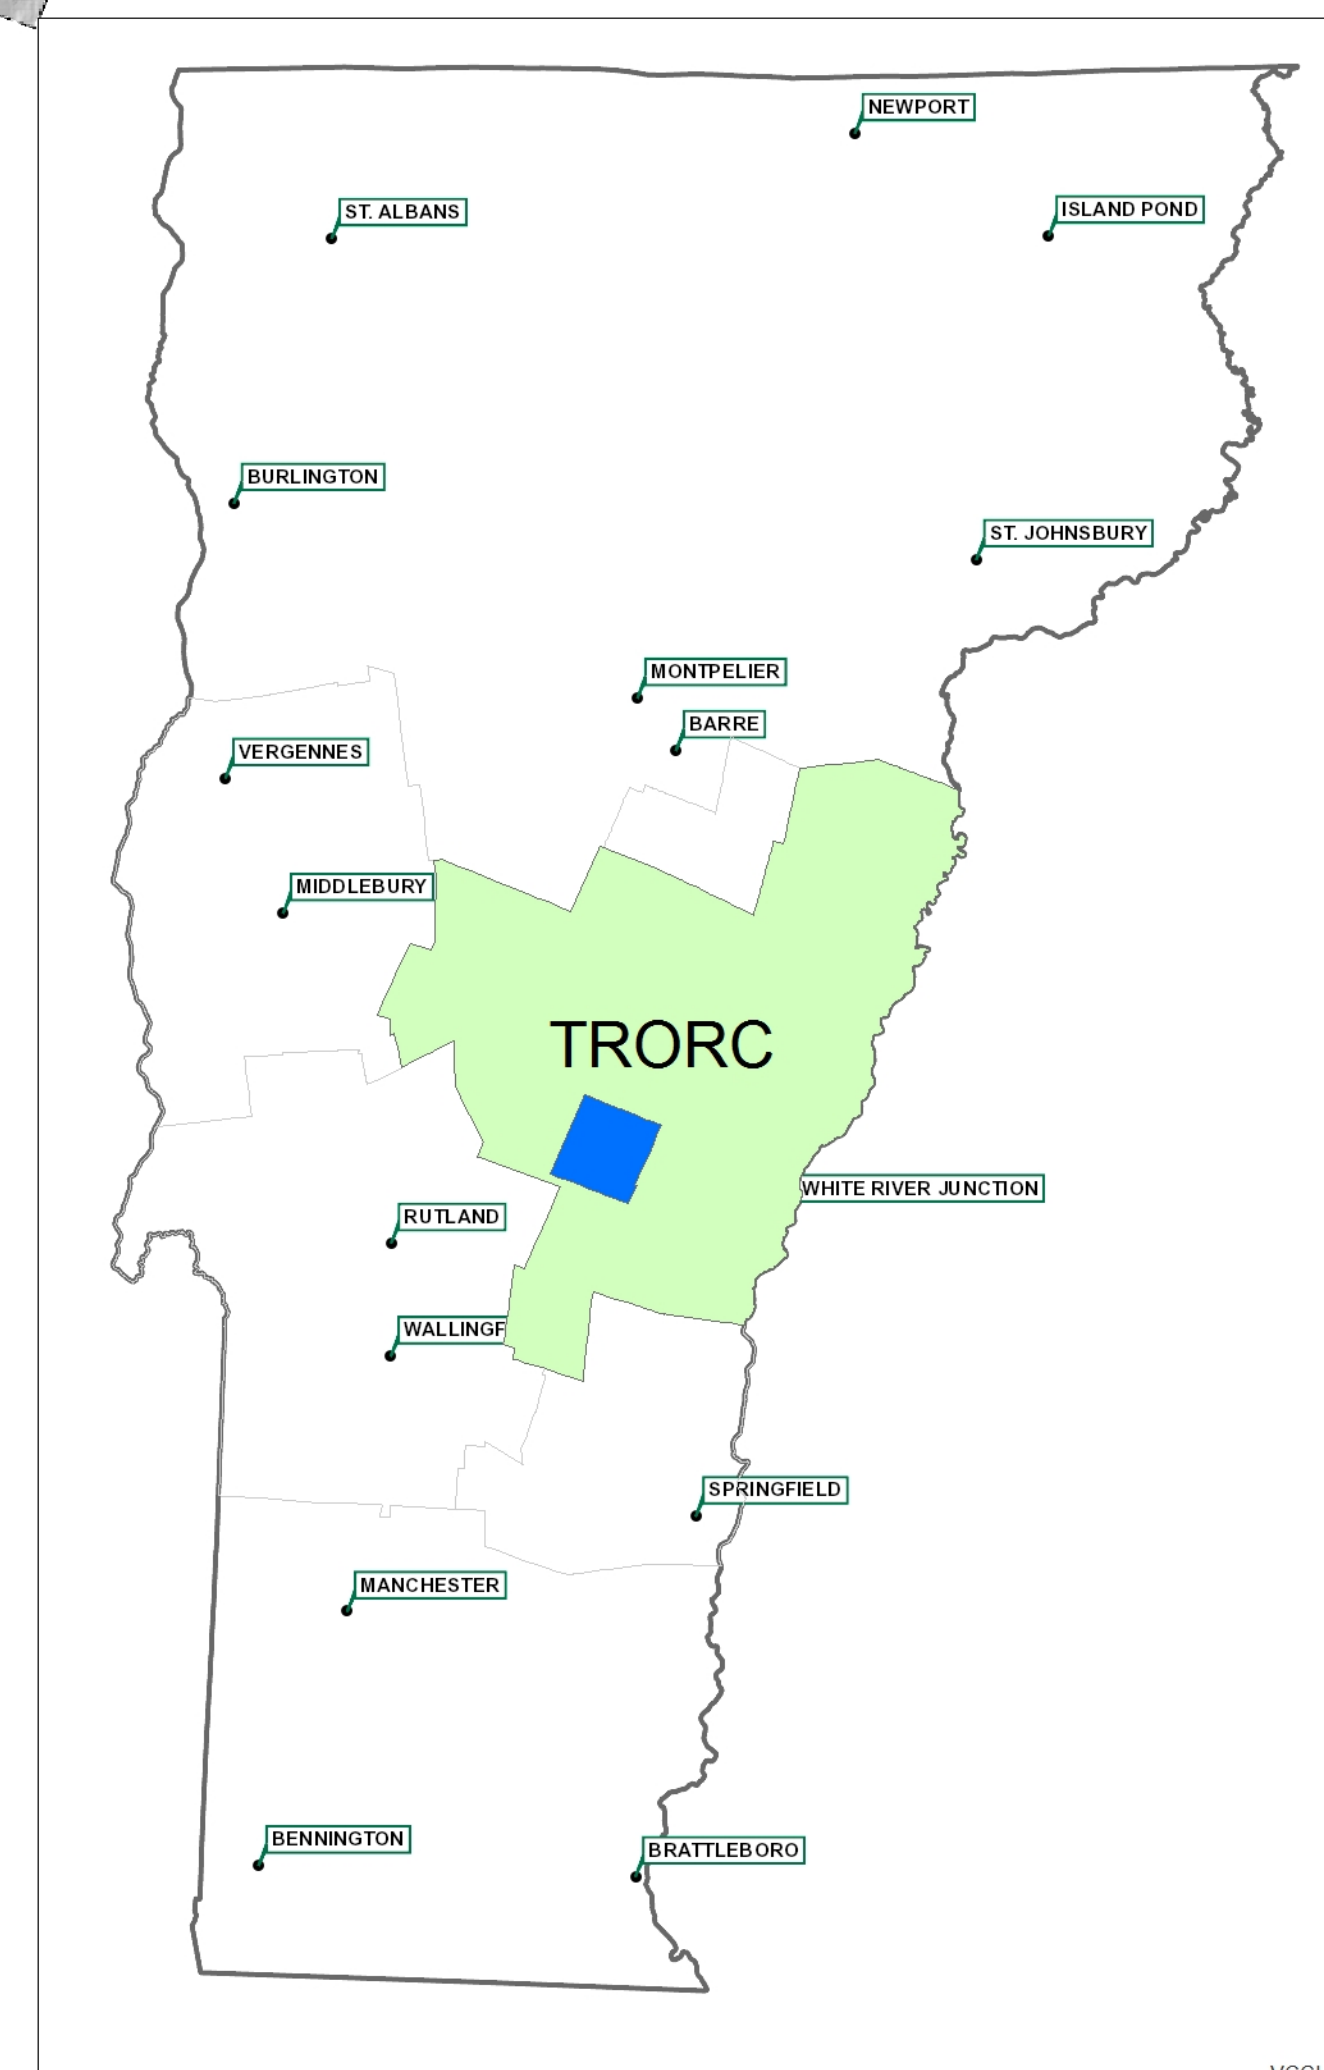 NEWPORT
ST. ALBANS
ISLAND POND
BURLINGTON
ST. JOHNSBURY
MONTPELIER
BARRE
VERGENNES
MIDDLEBURY
TRORC
WHITE RIVER JUNCTION
RUTLAND
WALLINGF
SPRINGFIELD
MANCHESTER
BENNINGTON
BRATTLEBORO